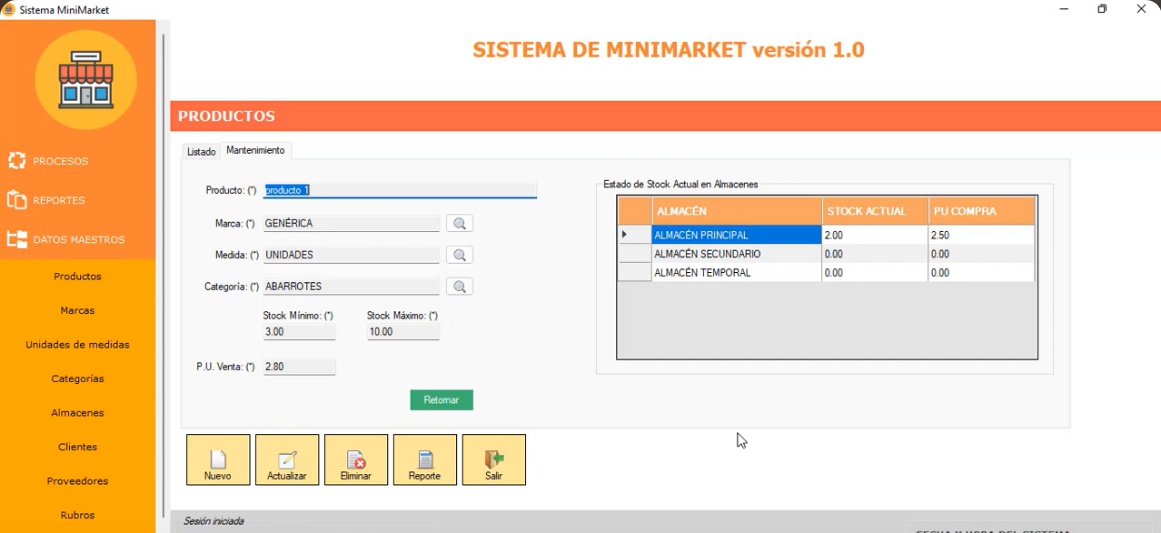 Sistema MiniMarket
SISTEMA DE MINIMARKET versión 1.0
PROCESOS
REPORTES
DATOS MAESTROS
Productos
Marcas
Unidades de medidas
Categorías
Almacenes
Clientes
Proveedores
Rubros
PRODUCTOS
Listado Mantenimiento
Producto: (*) producto 1
Marca: (*) GENÉRICA
Medida: (*) UNIDADES
Categoría: (*) ABARROTES
Stock Mínimo: (*) Stock Máximo: (*)
3.00 10.00
P.U. Venta: (*) 2.80
Retornar
Estado de Stock Actual en Almacenes
ALMACÉN STOCK ACTUAL PU COMPRA
ALMACÉN PRINCIPAL 2.00 2.50
ALMACÉN SECUNDARIO 0.00 0.00
ALMACÉN TEMPORAL 0.00 0.00
Nuevo Actualizar Eliminar Reporte Salir
Sesión iniciada
FECHA Y HORA DEL SISTEMA